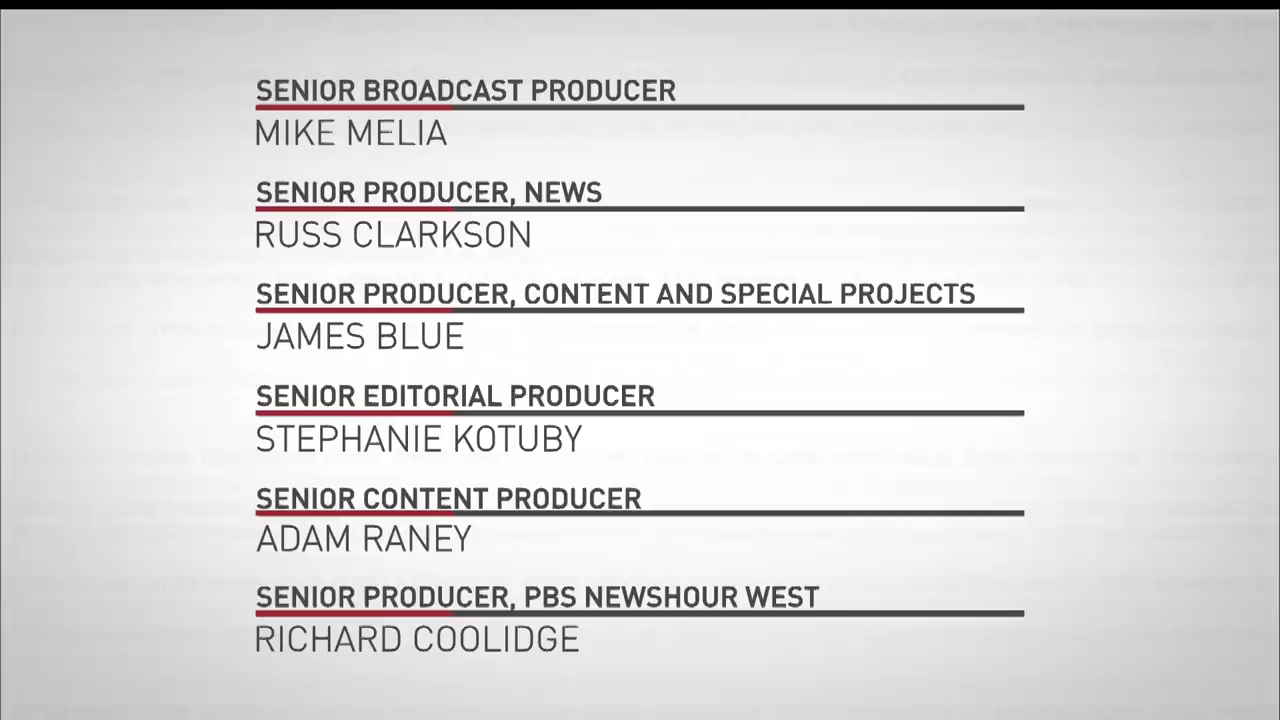 SENIOR BROADCAST PRODUCER
MIKE MELIA
SENIOR PRODUCER, NEWS
RUSS CLARKSON
SENIOR PRODUCER, CONTENT AND SPECIAL PROJECTS
JAMES BLUE
SENIOR EDITORIAL PRODUCER
STEPHANIE KOTUBY
SENIOR CONTENT PRODUCER
ADAM RANEY
SENIOR PRODUCER, PBS NEWSHOUR WEST
RICHARD COOLIDGE